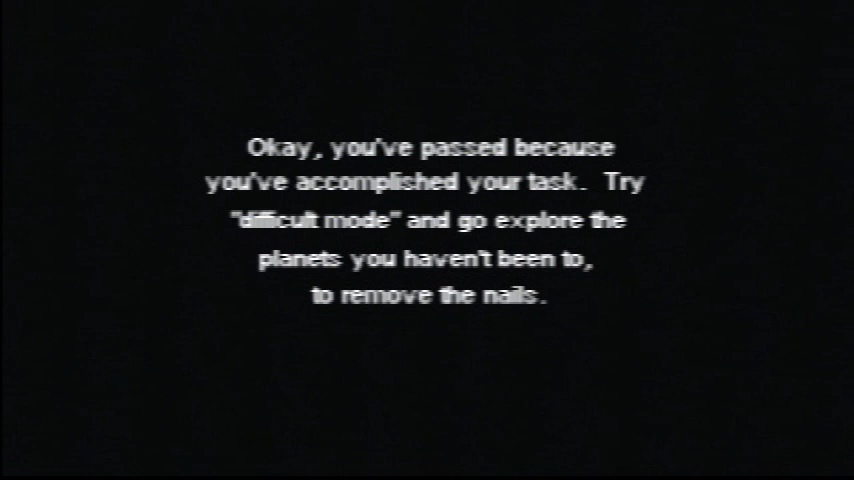 Okay, you've passed because
you've accomplished your task. Try
"difficult mode" and go explore the
planets you haven't been to,
to remove the nails.